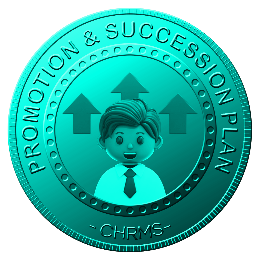 PROMOTION & SUCCESSION PLAN
- CHRMS-